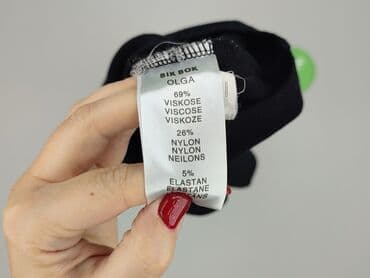 BIK BOK
OLGA
69%
VISKOSE
VISCOSE
VISKOZE
26%
NYLON
NYLON
NEILONS
5%
ELASTAN
ELASTANE